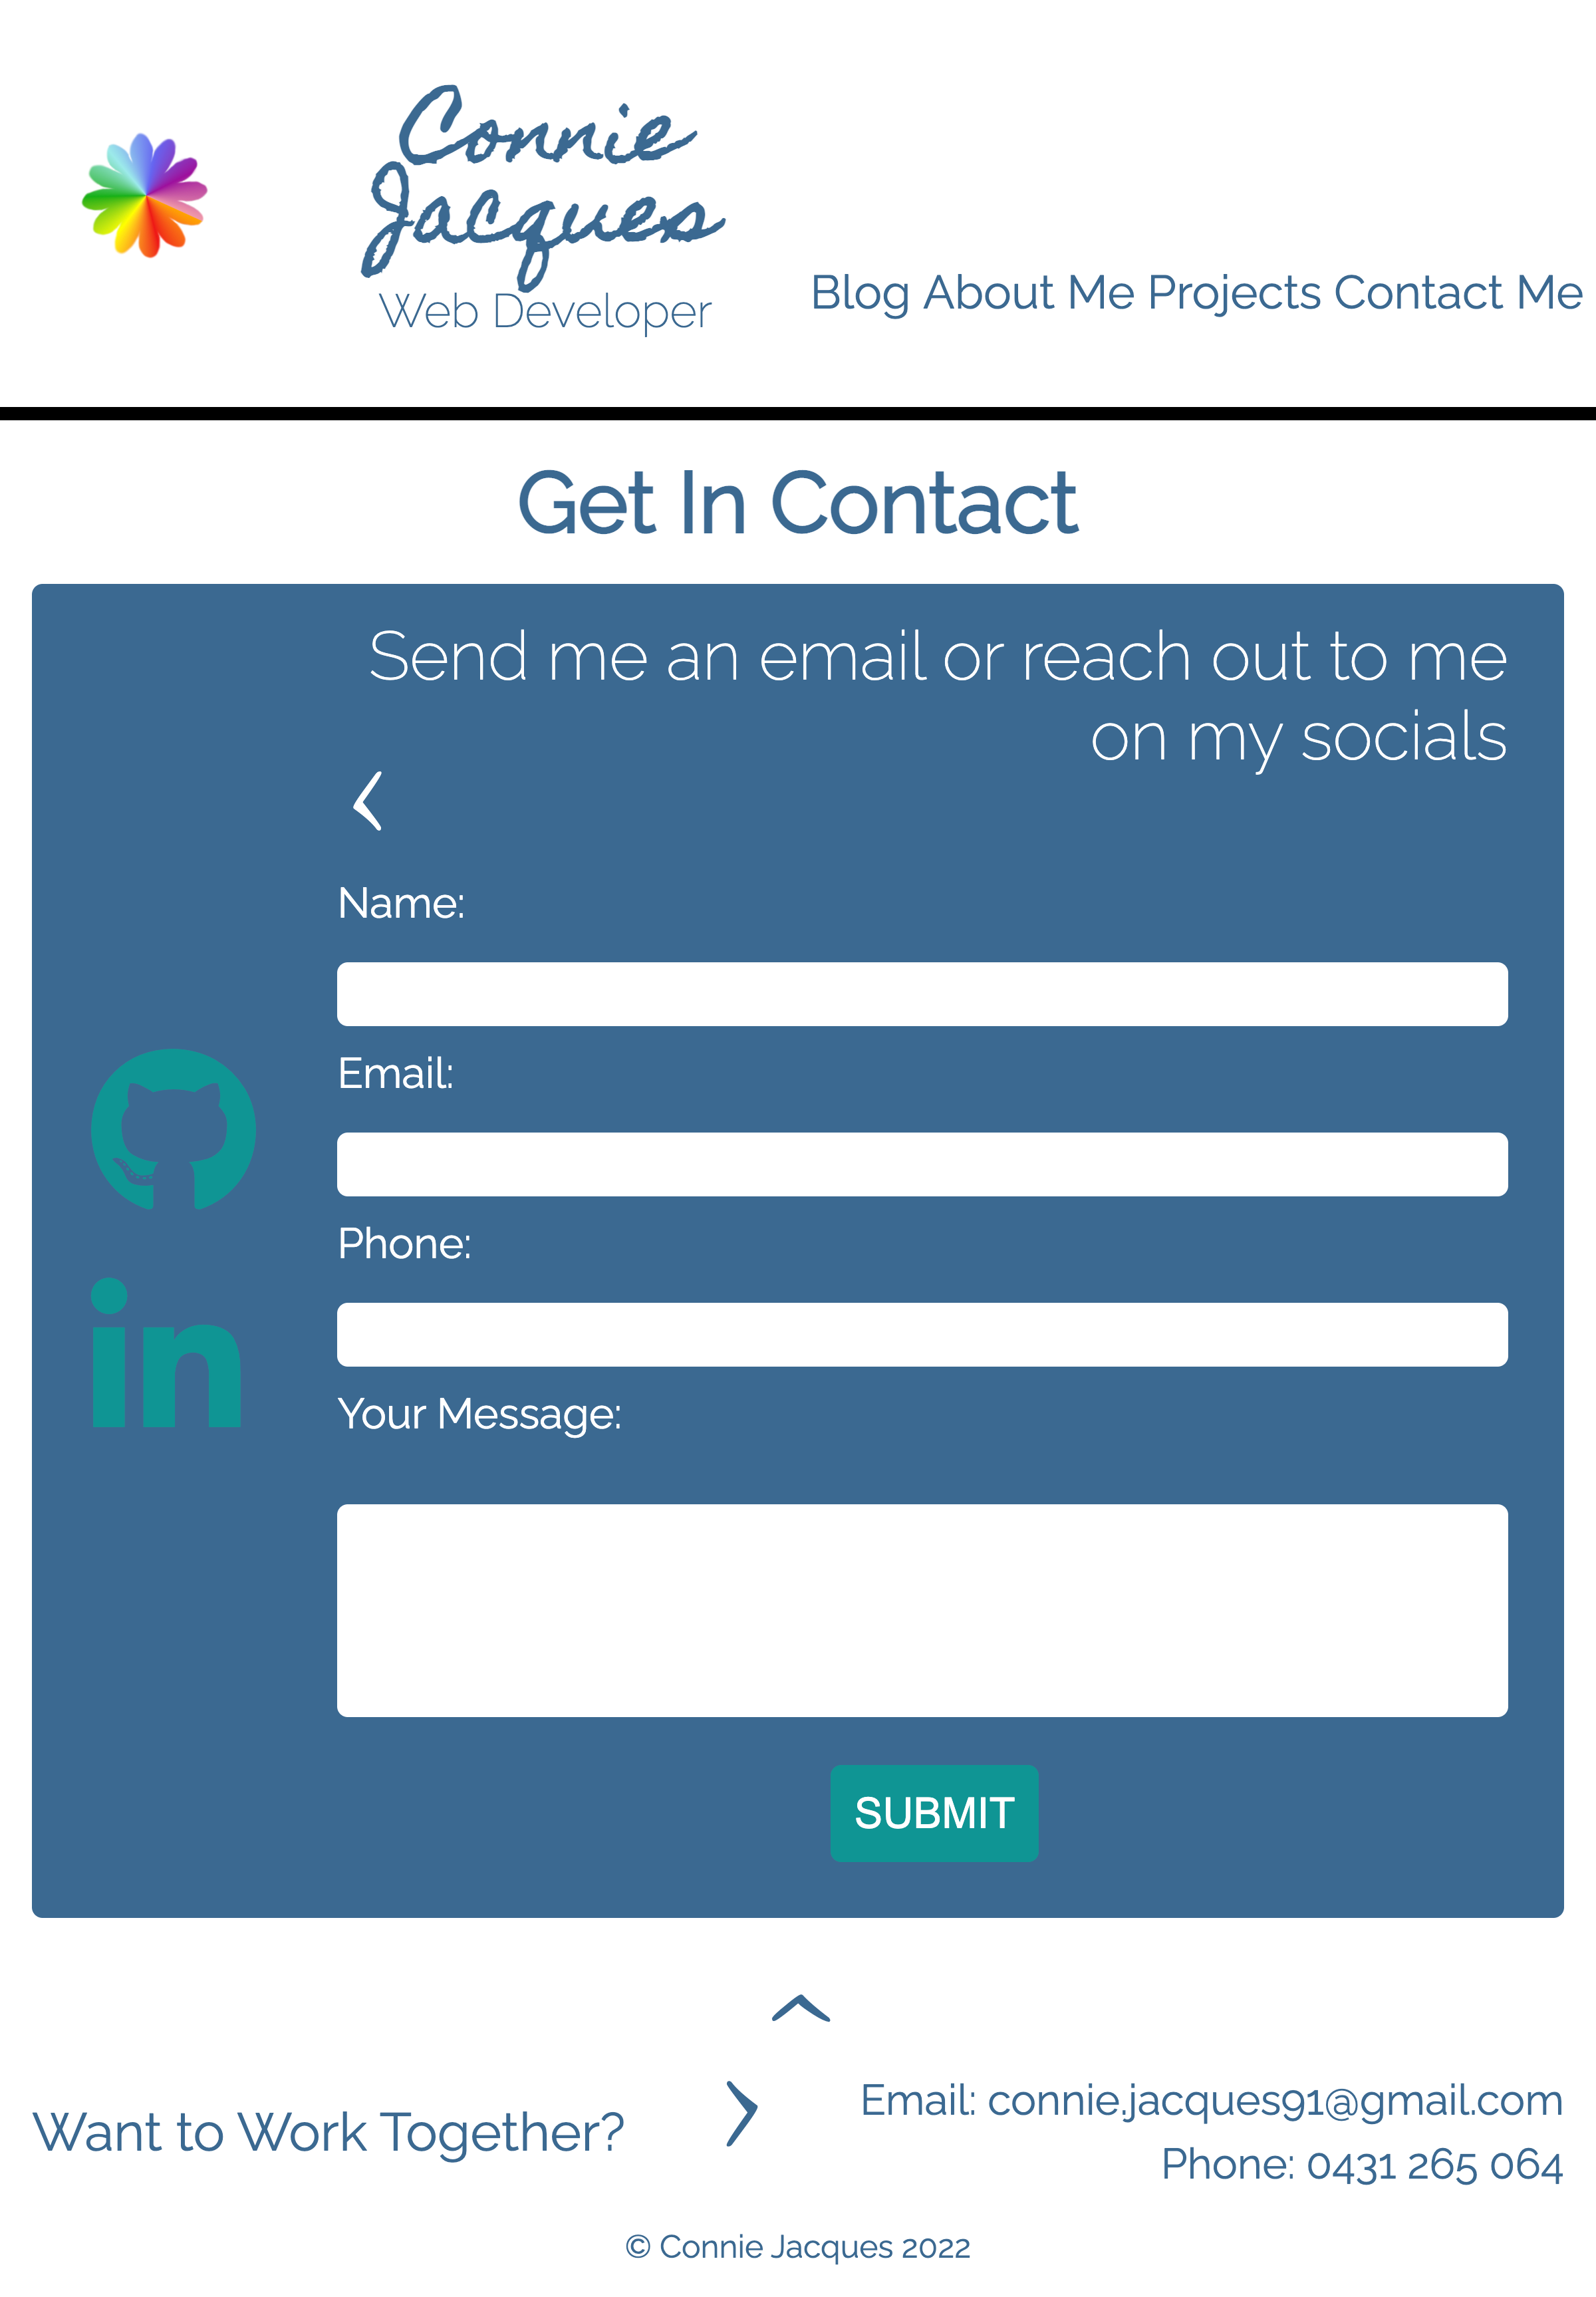 Connie
Jacques
Web Developer
Blog About Me Projects Contact Me
Get In Contact
Send me an email or reach out to me
on my socials
Name:
Email:
Phone:
in
Your Message:
SUBMIT
Want to Work Together?
Email: connie.jacques91@gmail.com
Phone: 0431 265 064
© Connie Jacques 2022